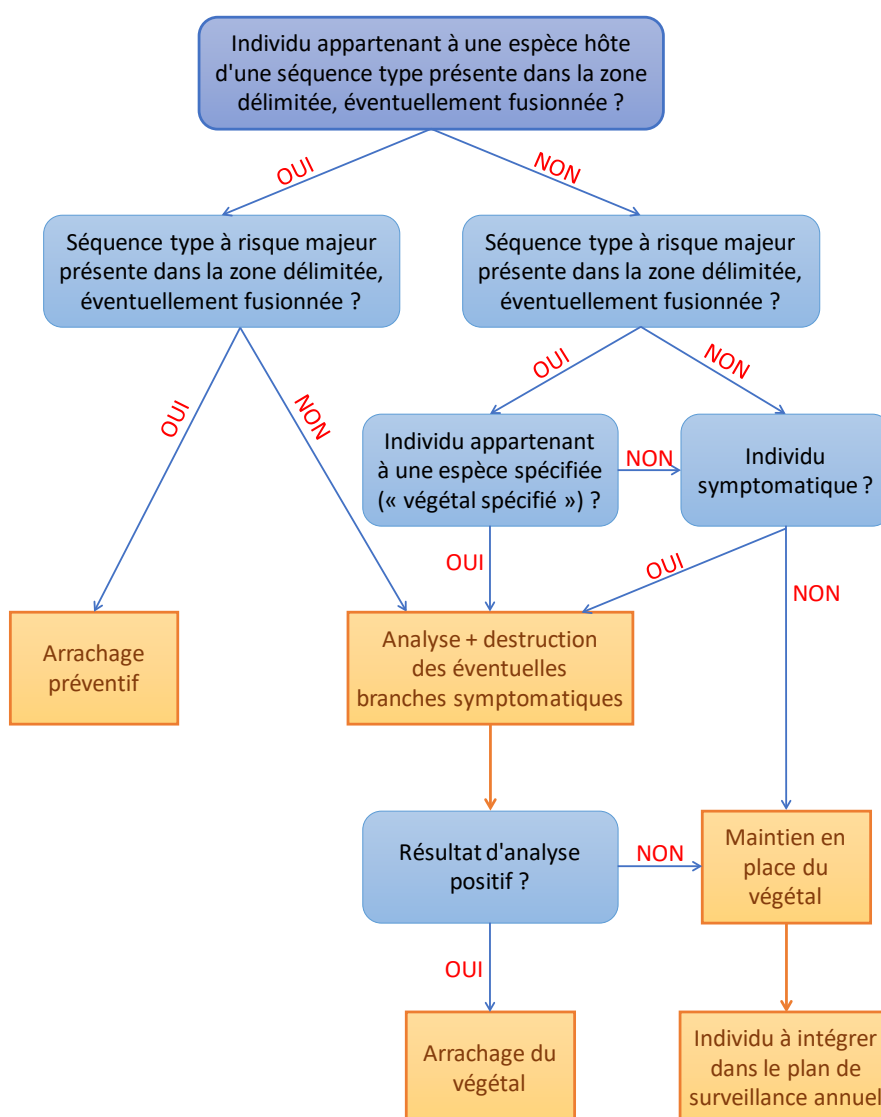 Individu appartenant à une espèce hôte
d'une séquence type présente dans la zone
délimitée, éventuellement fusionnée ?
OUI
NON
Séquence type à risque majeur
présente dans la zone délimitée,
éventuellement fusionnée ?
Séquence type à risque majeur
présente dans la zone délimitée,
éventuellement fusionnée ?
OUI
NON
OUI
NON
Individu appartenant
à une espèce spécifiée
(« végétal spécifié ») ?
NON
Individu
symptomatique ?
OUI
OUI
NON
Arrachage
préventif
Analyse + destruction
des éventuelles
branches symptomatiques
Résultat d'analyse
positif ?
NON
Maintien en
place du
végétal
OUI
Arrachage du
végétal
Individu à intégrer
dans le plan de
surveillance annuel